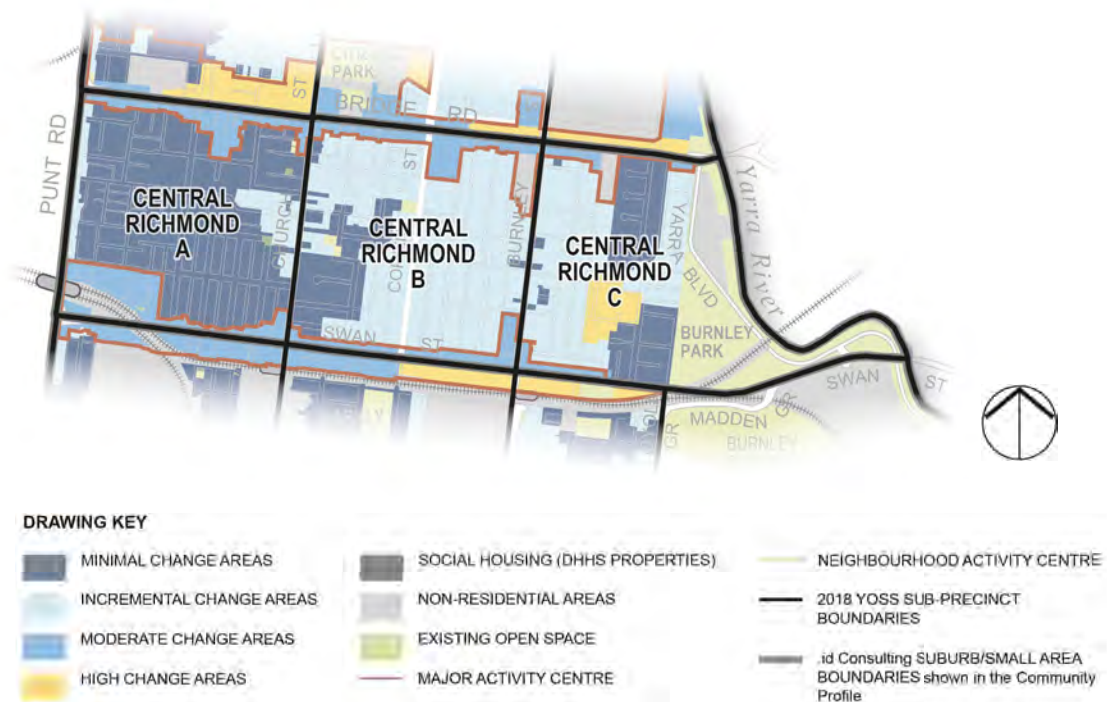 CITIZ
PARK
ST
BRIDGE RD
PUNT RD
CENTRAL
RICHMOND
A
CHURCH
ST
CENTRAL
RICHMOND
B
BURNLEY
CENTRAL
RICHMOND
C
YARRA BLVD
Yarra River
BURNLEY
PARK
SWAN ST
SWAN ST
MADDEN GR
GR
BURNLEY
DRAWING KEY
MINIMAL CHANGE AREAS
INCREMENTAL CHANGE AREAS
MODERATE CHANGE AREAS
HIGH CHANGE AREAS
SOCIAL HOUSING (DHHS PROPERTIES)
NON-RESIDENTIAL AREAS
EXISTING OPEN SPACE
MAJOR ACTIVITY CENTRE
NEIGHBOURHOOD ACTIVITY CENTRE
2018 YOSS SUB-PRECINCT
BOUNDARIES
.id Consulting SUBURB/SMALL AREA
BOUNDARIES shown in the Community
Profile